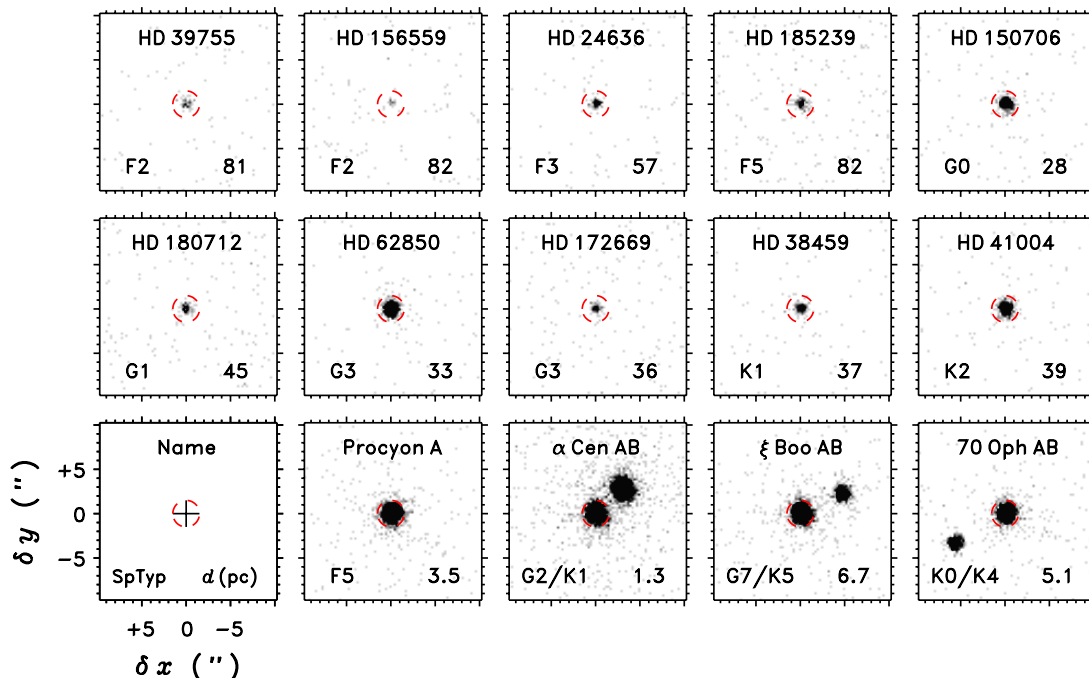 HD 39755
F2 81
HD 156559
F2 82
HD 24636
F3 57
HD 185239
F5 82
HD 150706
G0 28
HD 180712
G1 45
HD 62850
G3 33
HD 172669
G3 36
HD 38459
K1 37
HD 41004
K2 39
Name
SpTyp d (pc)
Procyon A
F5 3.5
α Cen AB
G2/K1 1.3
ξ Boo AB
G7/K5 6.7
70 Oph AB
K0/K4 5.1
+5
0
−5
δy (")
+5 0 −5
δx (")